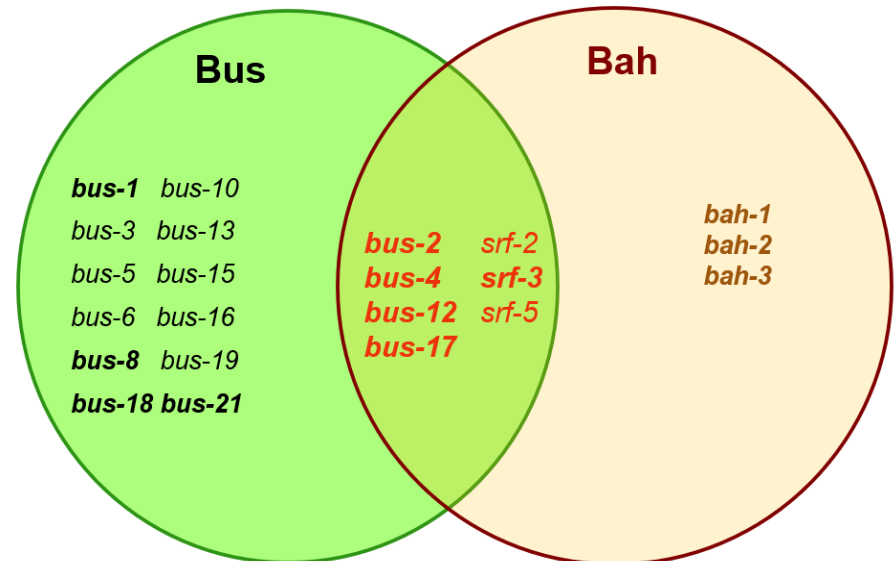 Bus
Bah
bus-1 bus-10
bus-3 bus-13
bus-5 bus-15
bus-6 bus-16
bus-8 bus-19
bus-18 bus-21
bus-2 srf-2
bus-4 srf-3
bus-12 srf-5
bus-17
bah-1
bah-2
bah-3